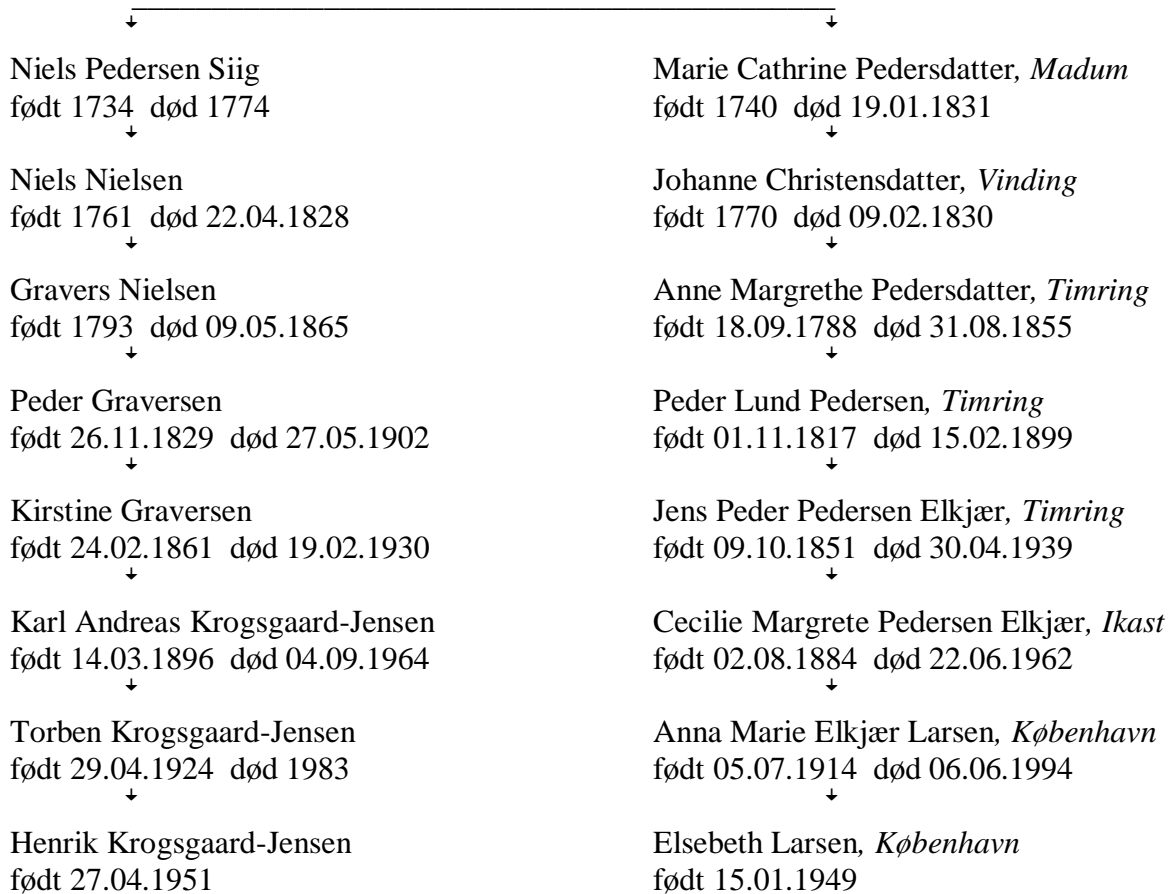 Niels Pedersen Siig
født 1734 død 1774
Marie Cathrine Pedersdatter, Madum
født 1740 død 19.01.1831
Niels Nielsen
født 1761 død 22.04.1828
Johanne Christensdatter, Vinding
født 1770 død 09.02.1830
Gravers Nielsen
født 1793 død 09.05.1865
Anne Margrethe Pedersdatter, Timring
født 18.09.1788 død 31.08.1855
Peder Graversen
født 26.11.1829 død 27.05.1902
Peder Lund Pedersen, Timring
født 01.11.1817 død 15.02.1899
Kirstine Graversen
født 24.02.1861 død 19.02.1930
Jens Peder Pedersen Elkjær, Timring
født 09.10.1851 død 30.04.1939
Karl Andreas Krogsgaard-Jensen
født 14.03.1896 død 04.09.1964
Cecilie Margrete Pedersen Elkjær, Ikast
født 02.08.1884 død 22.06.1962
Torben Krogsgaard-Jensen
født 29.04.1924 død 1983
Anna Marie Elkjær Larsen, København
født 05.07.1914 død 06.06.1994
Henrik Krogsgaard-Jensen
født 27.04.1951
Elsebeth Larsen, København
født 15.01.1949